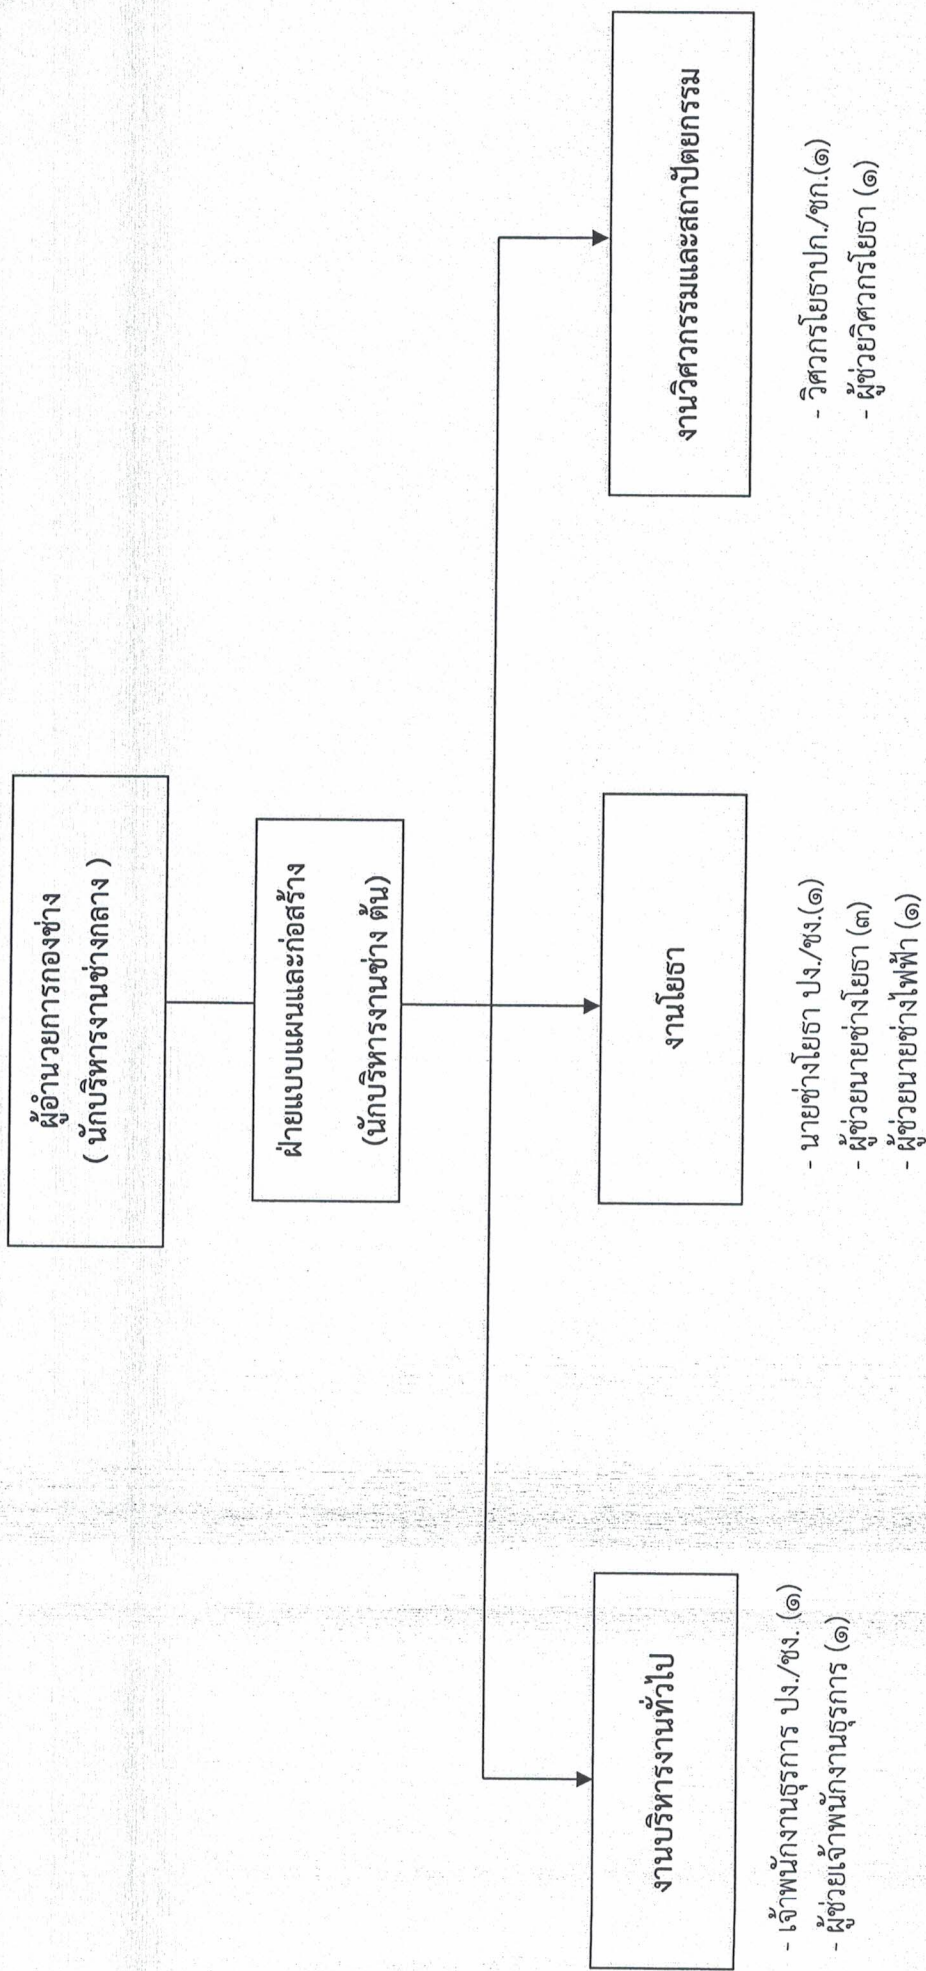 ผู้อำนวยการกองช่าง
( นักบริหารงานช่างกลาง )
ฝ่ายแบบแผนและก่อสร้าง
(นักบริหารงานช่าง ต้น)
งานบริหารงานทั่วไป
- เจ้าพนักงานธุรการ ปง./ชง. (๑)
- ผู้ช่วยเจ้าพนักงานธุรการ (๑)
งานโยธา
- นายช่างโยธา ปง./ชง.(๑)
- ผู้ช่วยนายช่างโยธา (๓)
- ผู้ช่วยนายช่างไฟฟ้า (๑)
งานวิศวกรรมและสถาปัตยกรรม
- วิศวกรโยธาปก./ชก.(๑)
- ผู้ช่วยวิศวกรโยธา (๑)